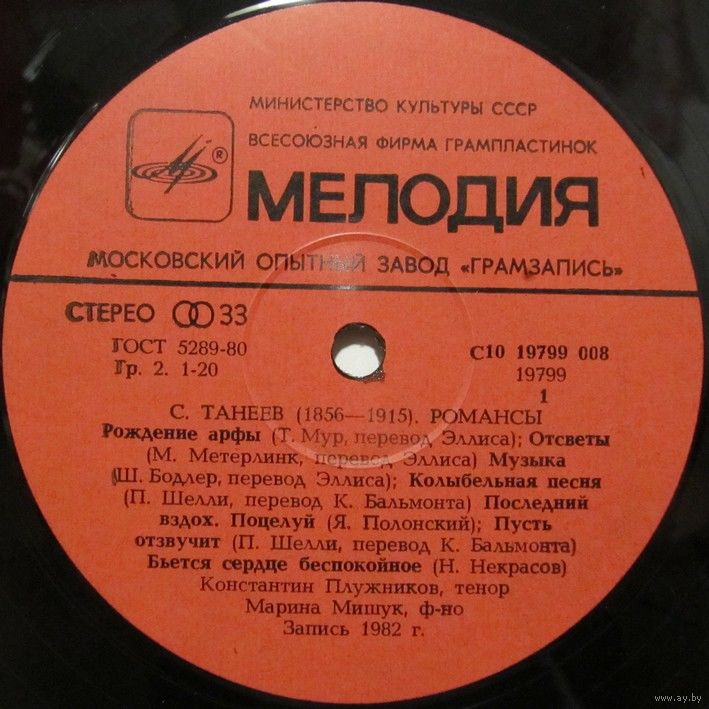 МИНИСТЕРСТВО КУЛЬТУРЫ СССР
ВСЕСОЮЗНАЯ ФИРМА ГРАМПЛАСТИНОК
®
МЕЛОДИЯ
МОСКОВСКИЙ ОПЫТНЫЙ ЗАВОД «ГРАМЗАПИСЬ»
СТЕРЕО 33
ГОСТ 5289-80
Гр. 2. 1-20
С10 19799 008
19799
1
С. ТАНЕЕВ (1856—1915). РОМАНСЫ
Рождение арфы (Т. Мур, перевод Эллиса); Отсветы
(М. Метерлинк, перевод Эллиса) Музыка
(Ш. Бодлер, перевод Эллиса); Колыбельная песня
(П. Шелли, перевод К. Бальмонта) Последний
вздох. Поцелуй (Я. Полонский); Пусть
отзвучит (П. Шелли, перевод К. Бальмонта)
Бьется сердце беспокойное (Н. Некрасов)
Константин Плужников, тенор
Марина Мишук, ф-но
Запись 1982 г.
www.ay.by